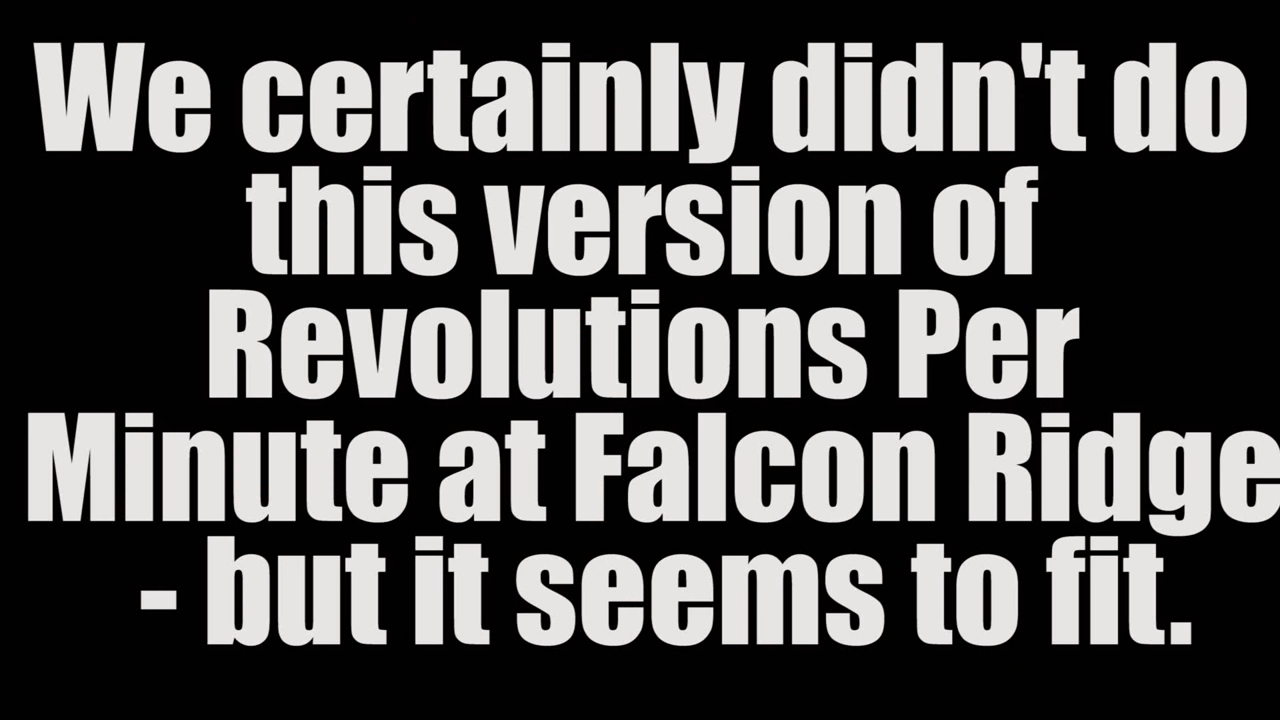 We certainly didn't do
this version of
Revolutions Per
Minute at Falcon Ridge
- but it seems to fit.